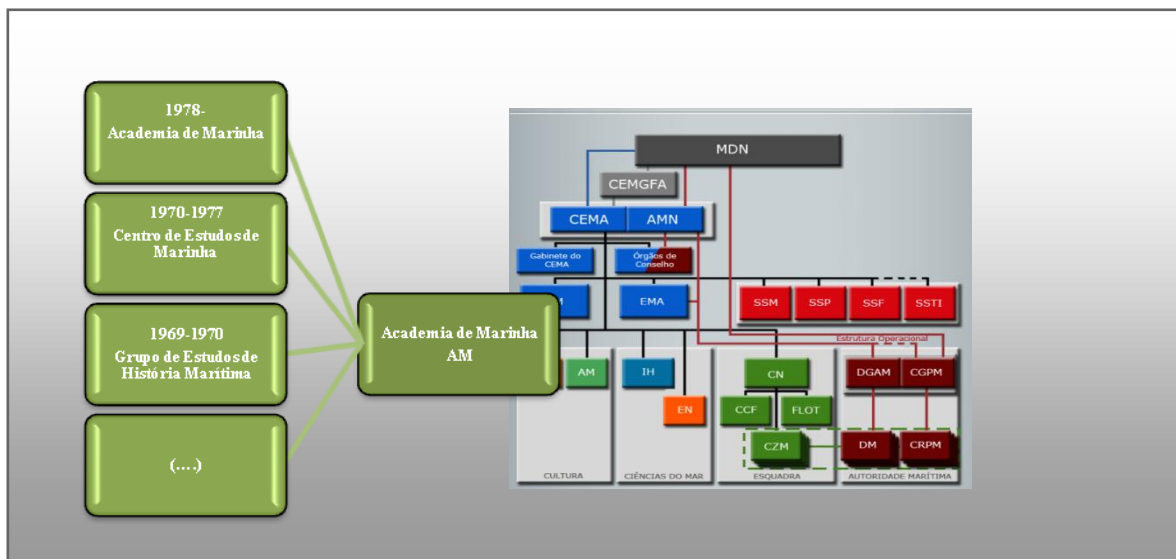 1978-
Academia de Marinha
1970-1977
Centro de Estudos de
Marinha
1969-1970
Grupo de Estudos de
História Marítima
(….)
Academia de Marinha
AM
MDN
CEMGFA
CEMA
AMN
Gabinete do
CEMA
Órgãos de
Conselho
EMA
SSM
SSP
SSF
SSTI
Estrutura Operacional
AM
IH
EN
CN
CCF
FLOT
CZM
DGAM
CGPM
DM
CRPM
CULTURA
CIÊNCIAS DO MAR
ESQUADRA
AUTORIDADE MARÍTIMA